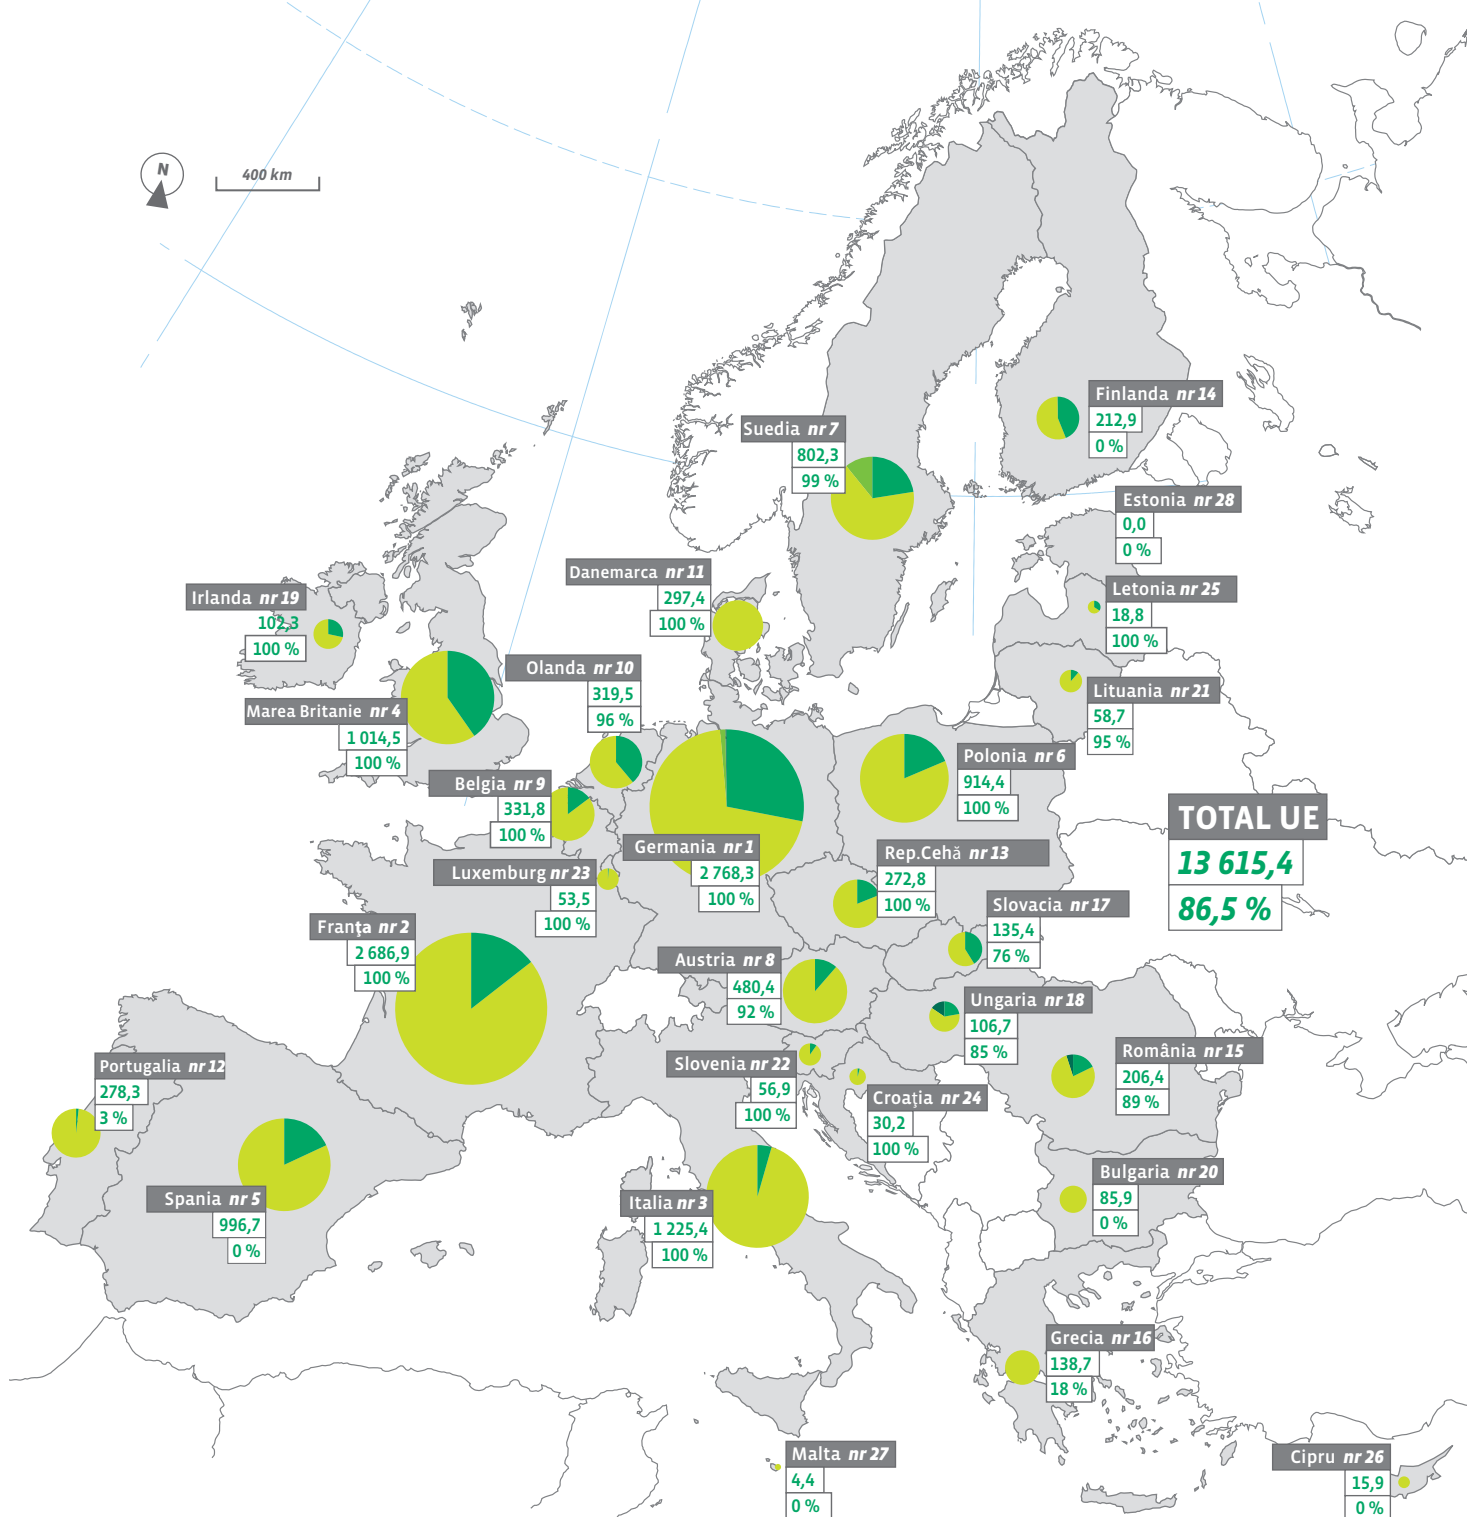 N
400 km
Finlanda nr 14
212,9
0 %
Suedia nr 7
802,3
99 %
Estonia nr 28
0,0
0 %
Danemarca nr 11
297,4
100 %
Letonia nr 25
18,8
100 %
Irlanda nr 19
102,3
100 %
Olanda nr 10
319,5
96 %
Lituania nr 21
58,7
95 %
Marea Britanie nr 4
1 014,5
100 %
Polonia nr 6
914,4
100 %
Belgia nr 9
331,8
100 %
TOTAL UE
13 615,4
86,5 %
Germania nr 1
2 768,3
100 %
Rep.Cehă nr 13
272,8
100 %
Luxemburg nr 23
53,5
100 %
Slovacia nr 17
135,4
76 %
Franţa nr 2
2 686,9
100 %
Austria nr 8
480,4
92 %
Ungaria nr 18
106,7
85 %
România nr 15
206,4
89 %
Portugalia nr 12
278,3
3 %
Slovenia nr 22
56,9
100 %
Croaţia nr 24
30,2
100 %
Bulgaria nr 20
85,9
0 %
Spania nr 5
996,7
0 %
Italia nr 3
1 225,4
100 %
Grecia nr 16
138,7
18 %
Malta nr 27
4,4
0 %
Cipru nr 26
15,9
0 %